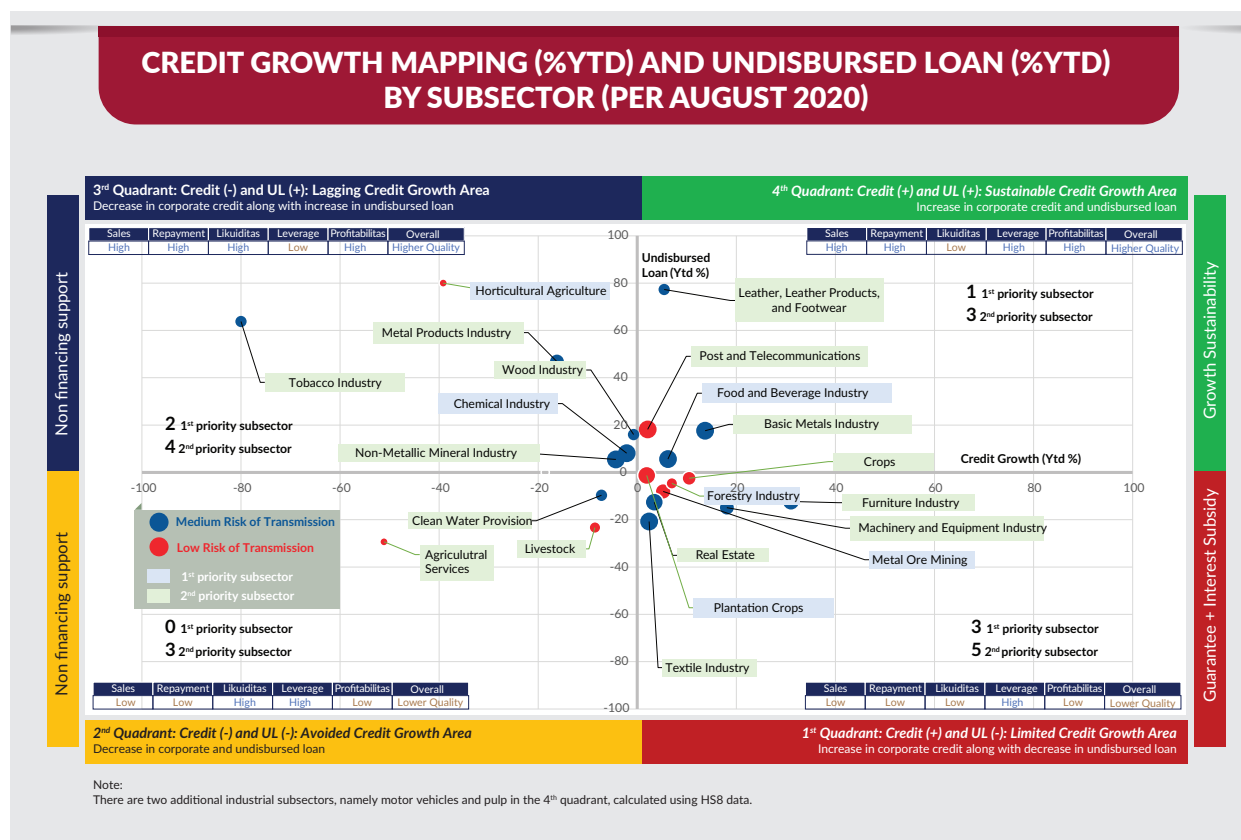 CREDIT GROWTH MAPPING (%YTD) AND UNDISBURSED LOAN (%YTD)
BY SUBSECTOR (PER AUGUST 2020)
3rd Quadrant: Credit (-) and UL (+): Lagging Credit Growth Area
Decrease in corporate credit along with increase in undisbursed loan
4th Quadrant: Credit (+) and UL (+): Sustainable Credit Growth Area
Increase in corporate credit and undisbursed loan
Non financing support
Growth Sustainability
Sales Repayment Likuiditas Leverage Profitabilitas Overall
High High High Low High Higher Quality
Sales Repayment Likuiditas Leverage Profitabilitas Overall
High High Low High High Higher Quality
100
80
60
40
20
0
-20
-40
-60
-80
-100
Undisbursed
Loan (Ytd %)
Horticultural Agriculture
Leather, Leather Products,
and Footwear
1 1st priority subsector
3 2nd priority subsector
Metal Products Industry
Post and Telecommunications
Wood Industry
Tobacco Industry
Food and Beverage Industry
Chemical Industry
Basic Metals Industry
2 1st priority subsector
4 2nd priority subsector
Non-Metallic Mineral Industry
Crops
Credit Growth (Ytd %)
-100 -80 -60 -40 -20 0 20 40 60 80 100
Non financing support
Guarantee + Interest Subsidy
Forestry Industry
Furniture Industry
Medium Risk of Transmission
Low Risk of Transmission
1st priority subsector
2nd priority subsector
Clean Water Provision
Machinery and Equipment Industry
Livestock
Agriculutral
Services
Real Estate
Metal Ore Mining
Plantation Crops
Textile Industry
0 1st priority subsector
3 2nd priority subsector
3 1st priority subsector
5 2nd priority subsector
Sales Repayment Likuiditas Leverage Profitabilitas Overall
Low Low High High Low Lower Quality
Sales Repayment Likuiditas Leverage Profitabilitas Overall
Low Low Low High Low Lower Quality
2nd Quadrant: Credit (-) and UL (-): Avoided Credit Growth Area
Decrease in corporate and undisbursed loan
1st Quadrant: Credit (+) and UL (-): Limited Credit Growth Area
Increase in corporate credit along with decrease in undisbursed loan
Note:
There are two additional industrial subsectors, namely motor vehicles and pulp in the 4th quadrant, calculated using HS8 data.